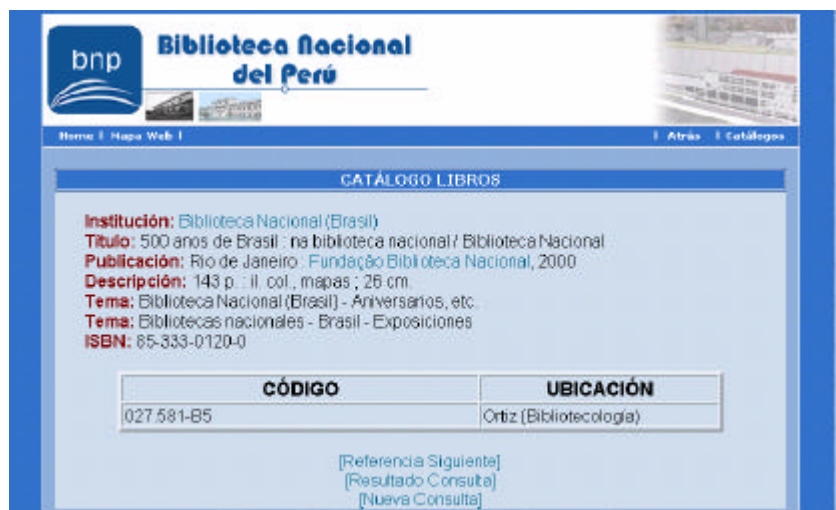 bnp
Biblioteca Nacional
del Perú
Home | Mapa Web |
| Atrás | Catálogos
CATÁLOGO LIBROS
Institución: Biblioteca Nacional (Brasil)
Titulo: 500 anos de Brasil : na biblioteca nacional / Biblioteca Nacional
Publicación: Rio de Janeiro : Fundação Biblioteca Nacional, 2000
Descripción: 143 p. : il. col., mapas ; 26 cm.
Tema: Biblioteca Nacional (Brasil) - Aniversarios, etc.
Tema: Bibliotecas nacionales - Brasil - Exposiciones
ISBN: 85-333-0120-0
CÓDIGO UBICACIÓN
027.581-B5 Ortiz (Bibliotecología)
[Referencia Siguiente]
[Resultado Consulta]
[Nueva Consulta]